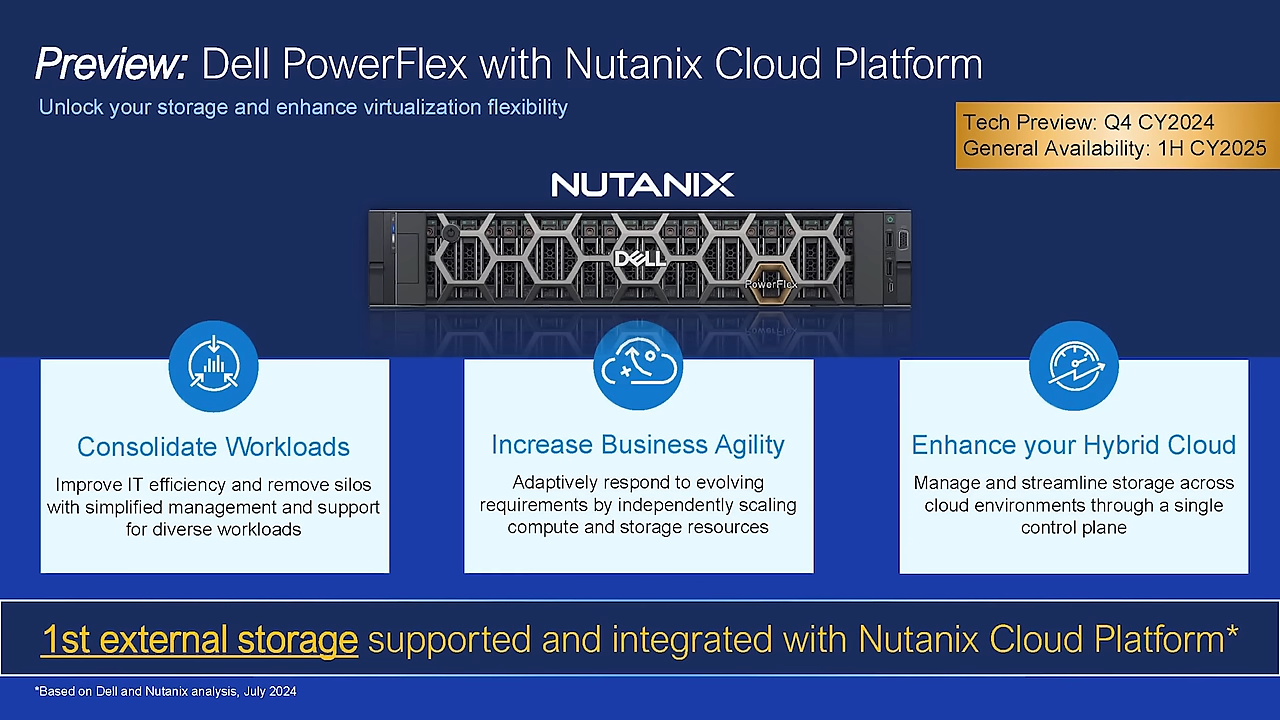 Preview: Dell PowerFlex with Nutanix Cloud Platform
Unlock your storage and enhance virtualization flexibility
Tech Preview: Q4 CY2024
General Availability: 1H CY2025
NUTANIX
DELL
PowerFlex
Consolidate Workloads
Improve IT efficiency and remove silos
with simplified management and support
for diverse workloads
Increase Business Agility
Adaptively respond to evolving
requirements by independently scaling
compute and storage resources
Enhance your Hybrid Cloud
Manage and streamline storage across
cloud environments through a single
control plane
1st external storage supported and integrated with Nutanix Cloud Platform*
*Based on Dell and Nutanix analysis, July 2024